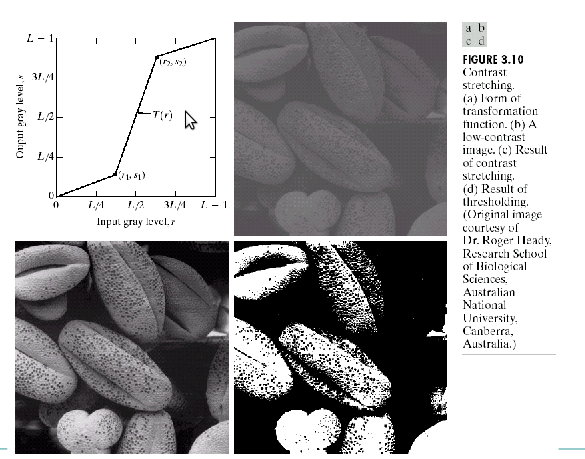 L − 1
3L/4
L/2
L/4
0
Ouput gray level, s
(r₂, s₂)
T(r)
(r₁, s₁)
0 L/4 L/2 3L/4 L − 1
Input gray level, r
a b
c d
FIGURE 3.10
Contrast
stretching.
(a) Form of
transformation
function. (b) A
low-contrast
image. (c) Result
of contrast
stretching.
(d) Result of
thresholding.
(Original image
courtesy of
Dr. Roger Heady,
Research School
of Biological
Sciences,
Australian
National
University,
Canberra,
Australia.)